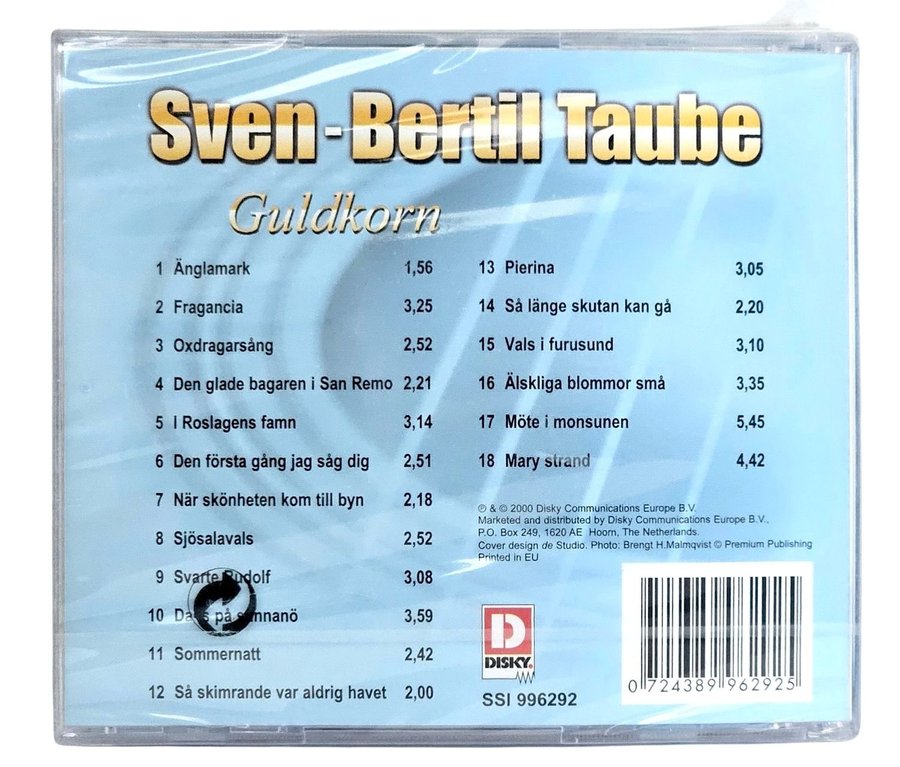 Sven-Bertil Taube
Guldkorn
1 Änglamark 1,56
2 Fragancia 3,25
3 Oxdragarsång 2,52
4 Den glade bagaren i San Remo 2,21
5 I Roslagens famn 3,14
6 Den första gång jag såg dig 2,51
7 När skönheten kom till byn 2,18
8 Sjösalavals 2,52
9 Svarte Rudolf 3,08
10 Dans på sunnanö 3,59
11 Sommernatt 2,42
12 Så skimrande var aldrig havet 2,00
13 Pierina 3,05
14 Så länge skutan kan gå 2,20
15 Vals i furusund 3,10
16 Älskliga blommor små 3,35
17 Möte i monsunen 5,45
18 Mary strand 4,42
℗ & © 2000 Disky Communications Europe B.V.
Marketed and distributed by Disky Communications Europe B.V.,
P.O. Box 249, 1620 AE Hoorn, The Netherlands.
Cover design de Studio. Photo: Brengt H.Malmqvist © Premium Publishing
Printed in EU
D
DISKY.
SSI 996292
0 724389 962925